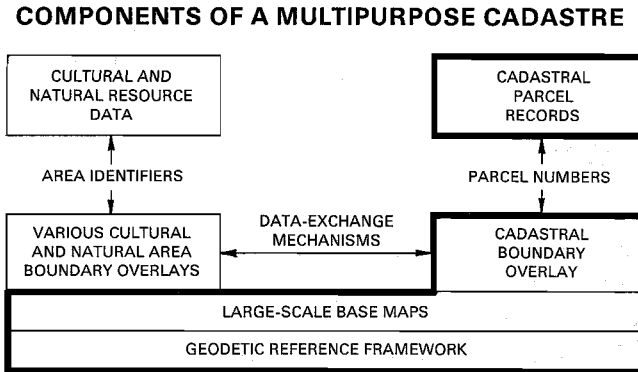 COMPONENTS OF A MULTIPURPOSE CADASTRE
CULTURAL AND
NATURAL RESOURCE
DATA
CADASTRAL
PARCEL
RECORDS
AREA IDENTIFIERS
PARCEL NUMBERS
VARIOUS CULTURAL
AND NATURAL AREA
BOUNDARY OVERLAYS
DATA-EXCHANGE
MECHANISMS
CADASTRAL
BOUNDARY
OVERLAY
LARGE-SCALE BASE MAPS
GEODETIC REFERENCE FRAMEWORK